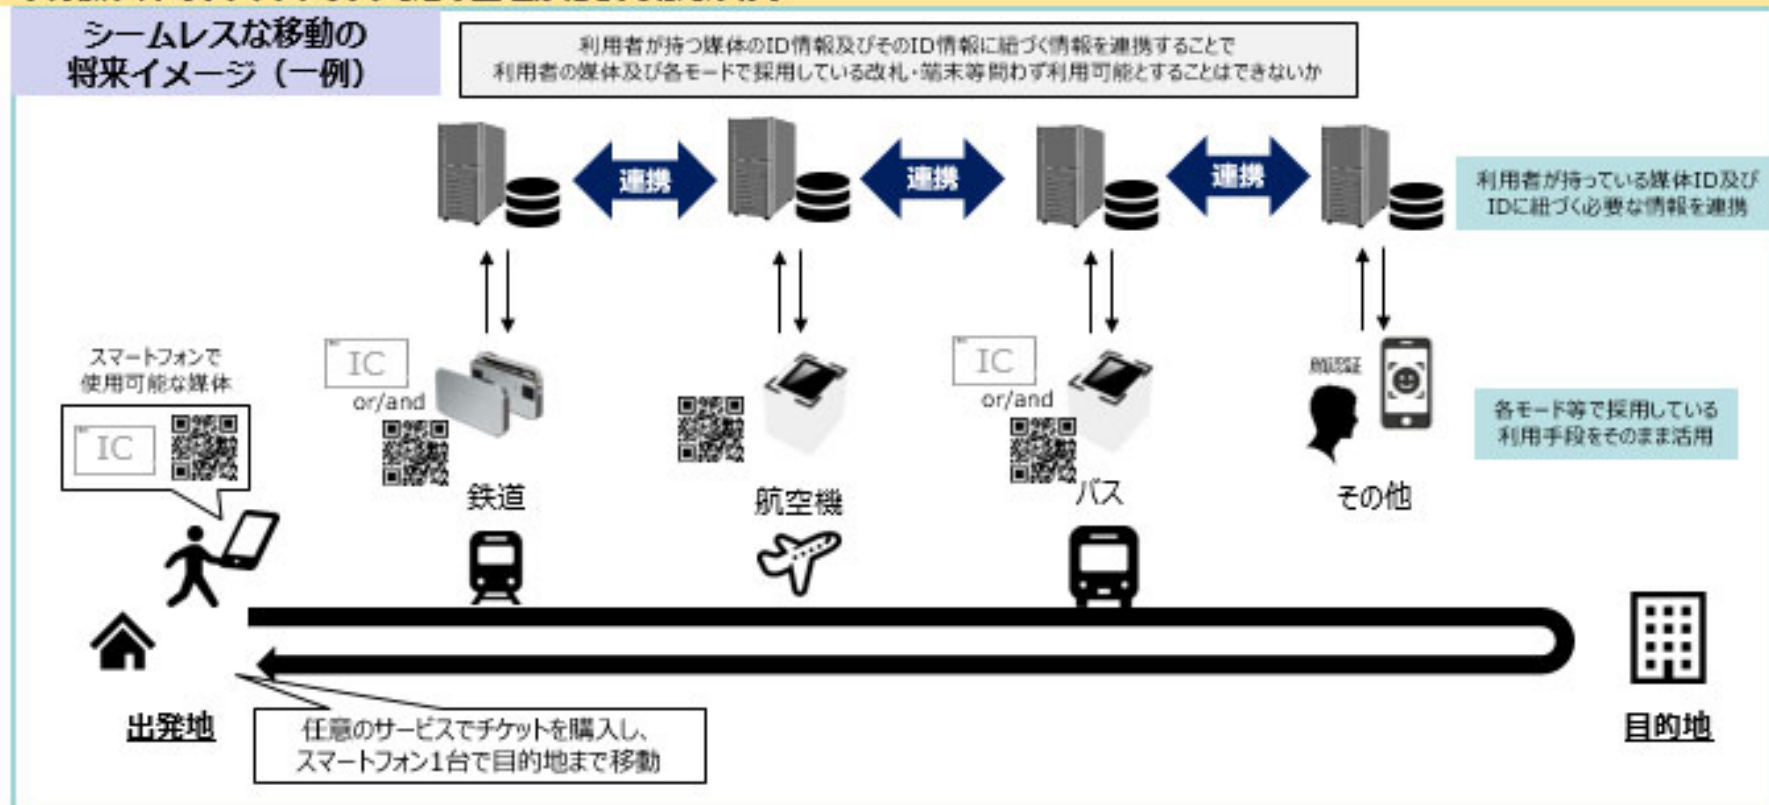 シームレスな移動の
将来イメージ（一例）
利用者が持つ媒体のID情報及びそのID情報に紐づく情報を連携することで
利用者の媒体及び各モードで採用している改札・端末等問わず利用可能とすることはできないか
連携
連携
連携
利用者が持っている媒体ID及び
IDに紐づく必要な情報を連携
スマートフォンで
使用可能な媒体
IC
IC
or/and
IC
or/and
顔認証
各モード等で採用している
利用手段をそのまま活用
鉄道
航空機
バス
その他
出発地
任意のサービスでチケットを購入し、
スマートフォン1台で目的地まで移動
目的地